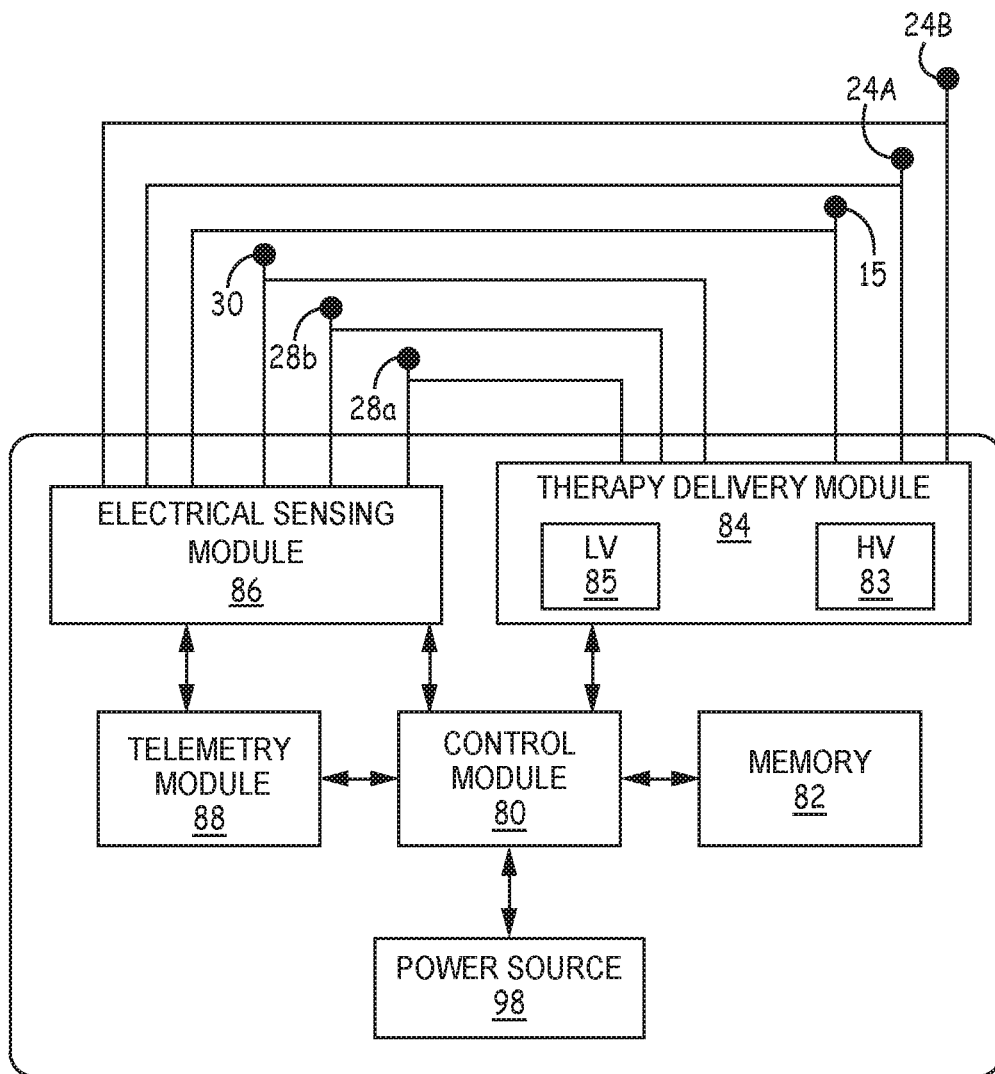 24B
24A
15
30
28b
28a
ELECTRICAL SENSING
MODULE
86
THERAPY DELIVERY MODULE
84
LV
85
HV
83
TELEMETRY
MODULE
88
CONTROL
MODULE
80
MEMORY
82
POWER SOURCE
98